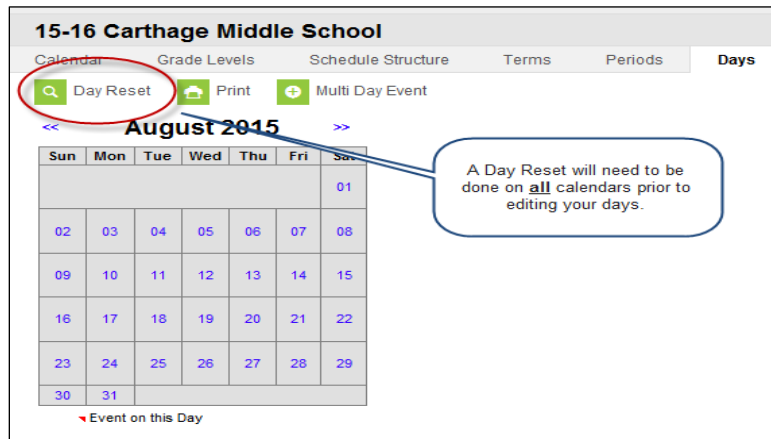 15-16 Carthage Middle School
Calendar Grade Levels Schedule Structure Terms Periods Days
Day Reset Print Multi Day Event
<< August 2015 >>
Sun Mon Tue Wed Thu Fri Sat
01
02 03 04 05 06 07 08
09 10 11 12 13 14 15
16 17 18 19 20 21 22
23 24 25 26 27 28 29
30 31
Event on this Day
A Day Reset will need to be
done on all calendars prior to
editing your days.